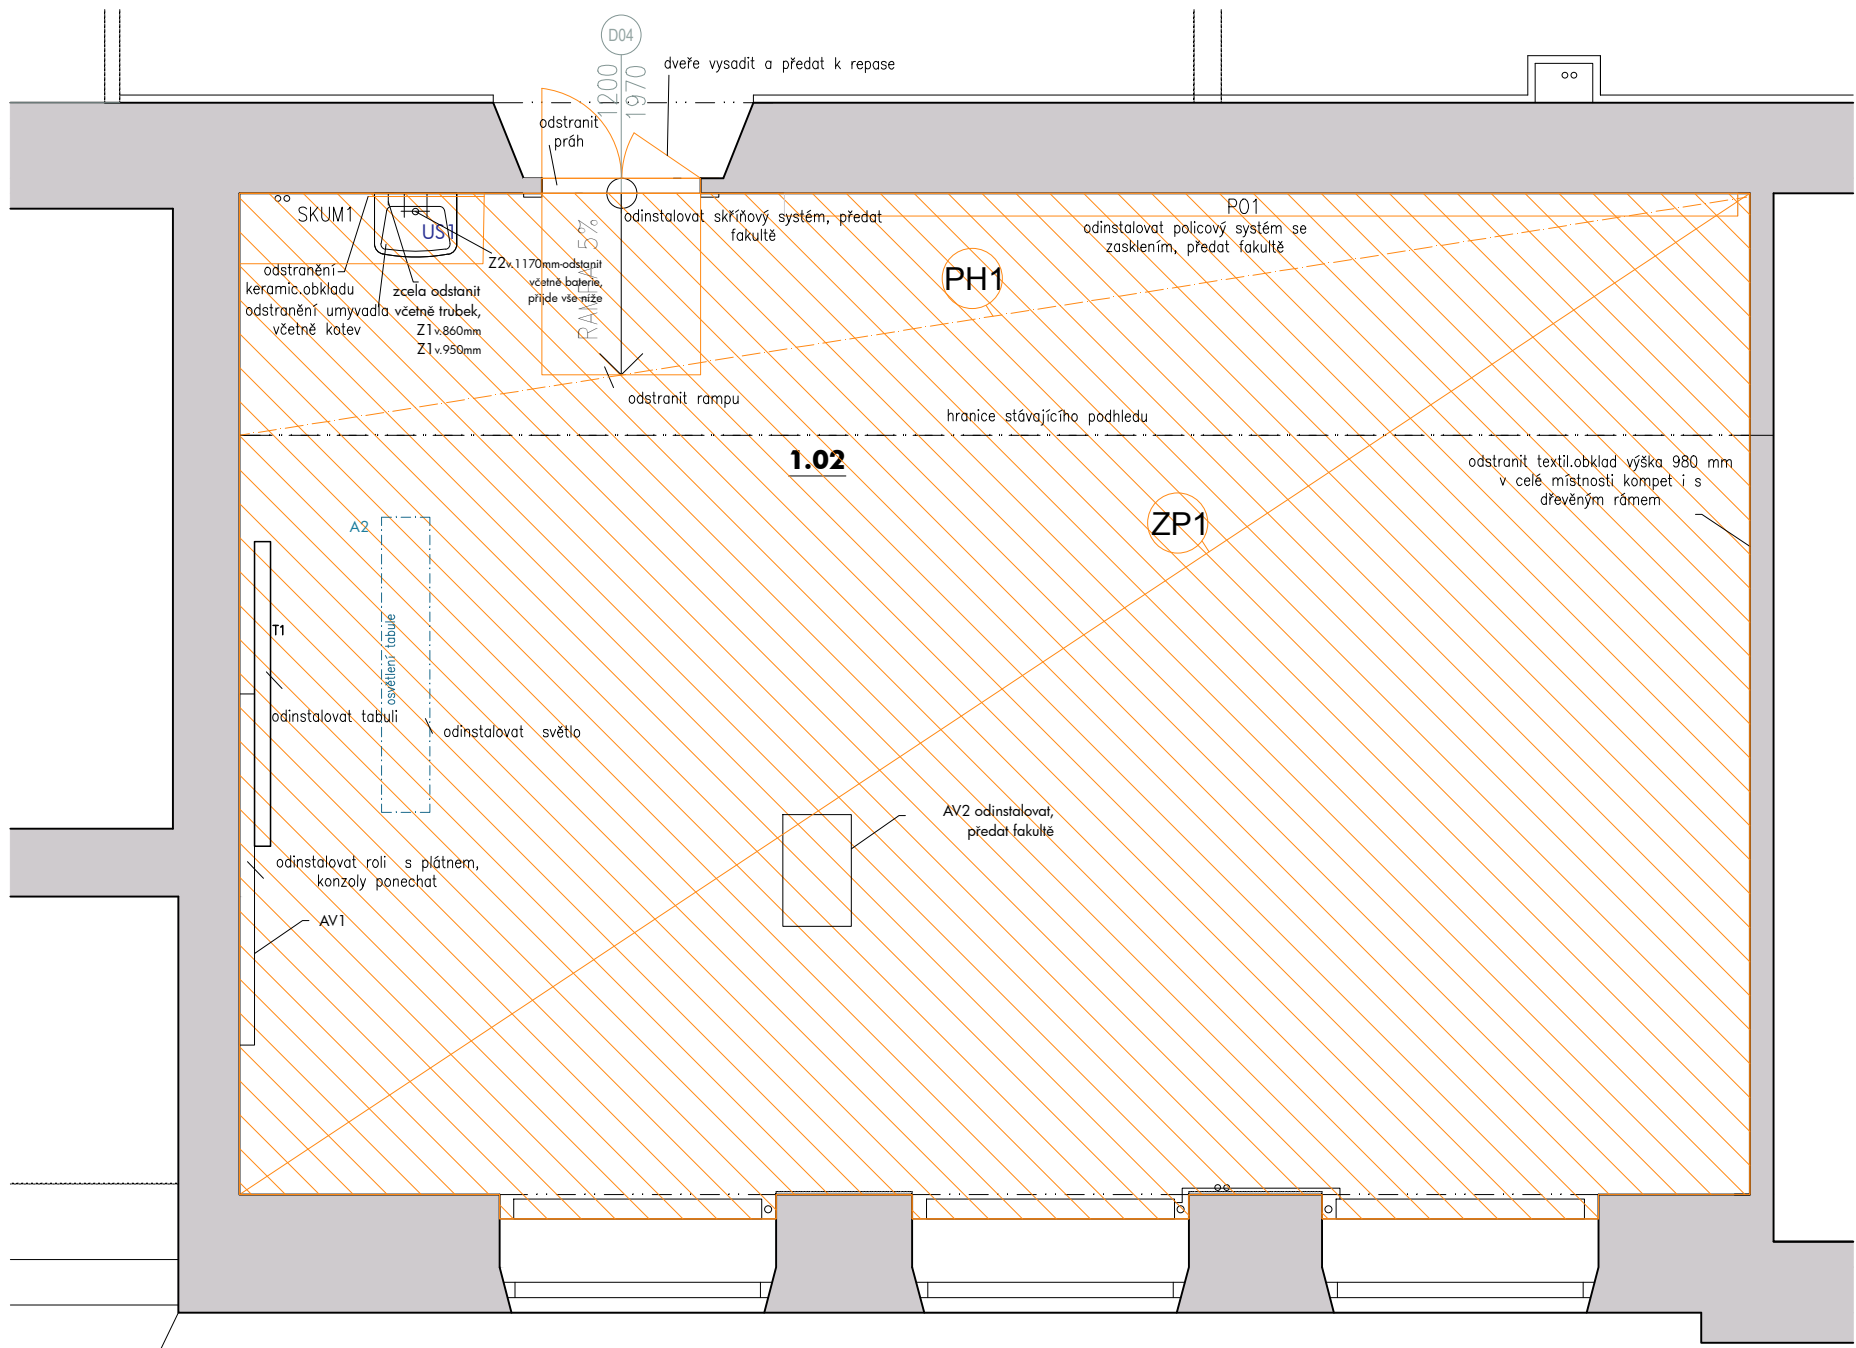 D04
1200
1970
dveře vysadit a předat k repase
odstranit
práh
SKUM1
US1
odinstalovat skříňový systém, předat
fakultě
P01
odinstalovat policový systém se
zasklením, předat fakultě
RAMPA 5%
Z2v.1170mm-odstanit
včetně baterie,
přijde vše níže
PH1
odstranění
keramic.obkladu
odstranění umyvadla
včetně kotev
zcela odstanit
včetně trubek,
Z1v.860mm
Z1v.950mm
odstranit rampu
hranice stávajícího podhledu
1.02
odstranit textil.obklad výška 980 mm
v celé místnosti kompet i s
dřevěným rámem
A2
ZP1
osvětlení tabule
T1
odinstalovat tabuli
odinstalovat světlo
AV2 odinstalovat,
předat fakultě
odinstalovat roli s plátnem,
konzoly ponechat
AV1